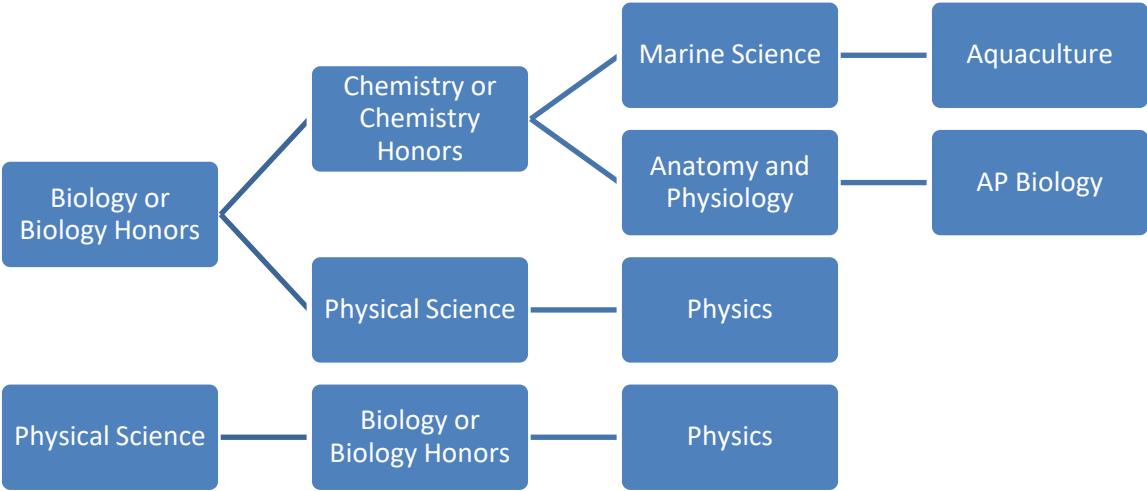 Marine Science
Aquaculture
Chemistry or
Chemistry
Honors
Anatomy and
Physiology
AP Biology
Biology or
Biology Honors
Physical Science
Physics
Physical Science
Biology or
Biology Honors
Physics